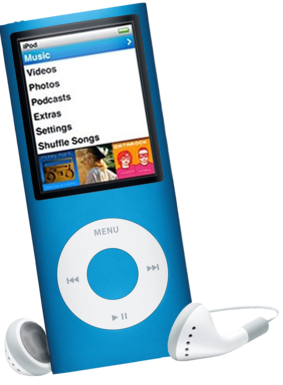 iPod
Music
Videos
Photos
Podcasts
Extras
Settings
Shuffle Songs
MENU